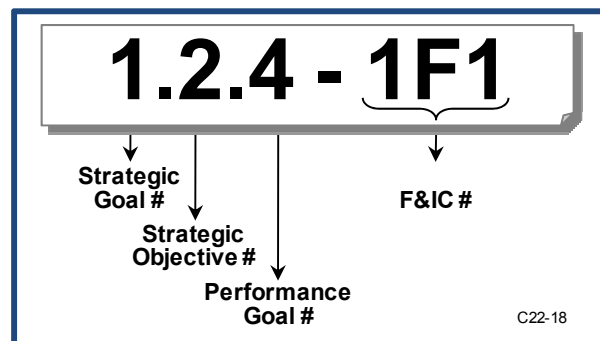 1.2.4 - 1F1
Strategic
Goal #
F&IC #
Strategic
Objective #
Performance
Goal #
C22-18